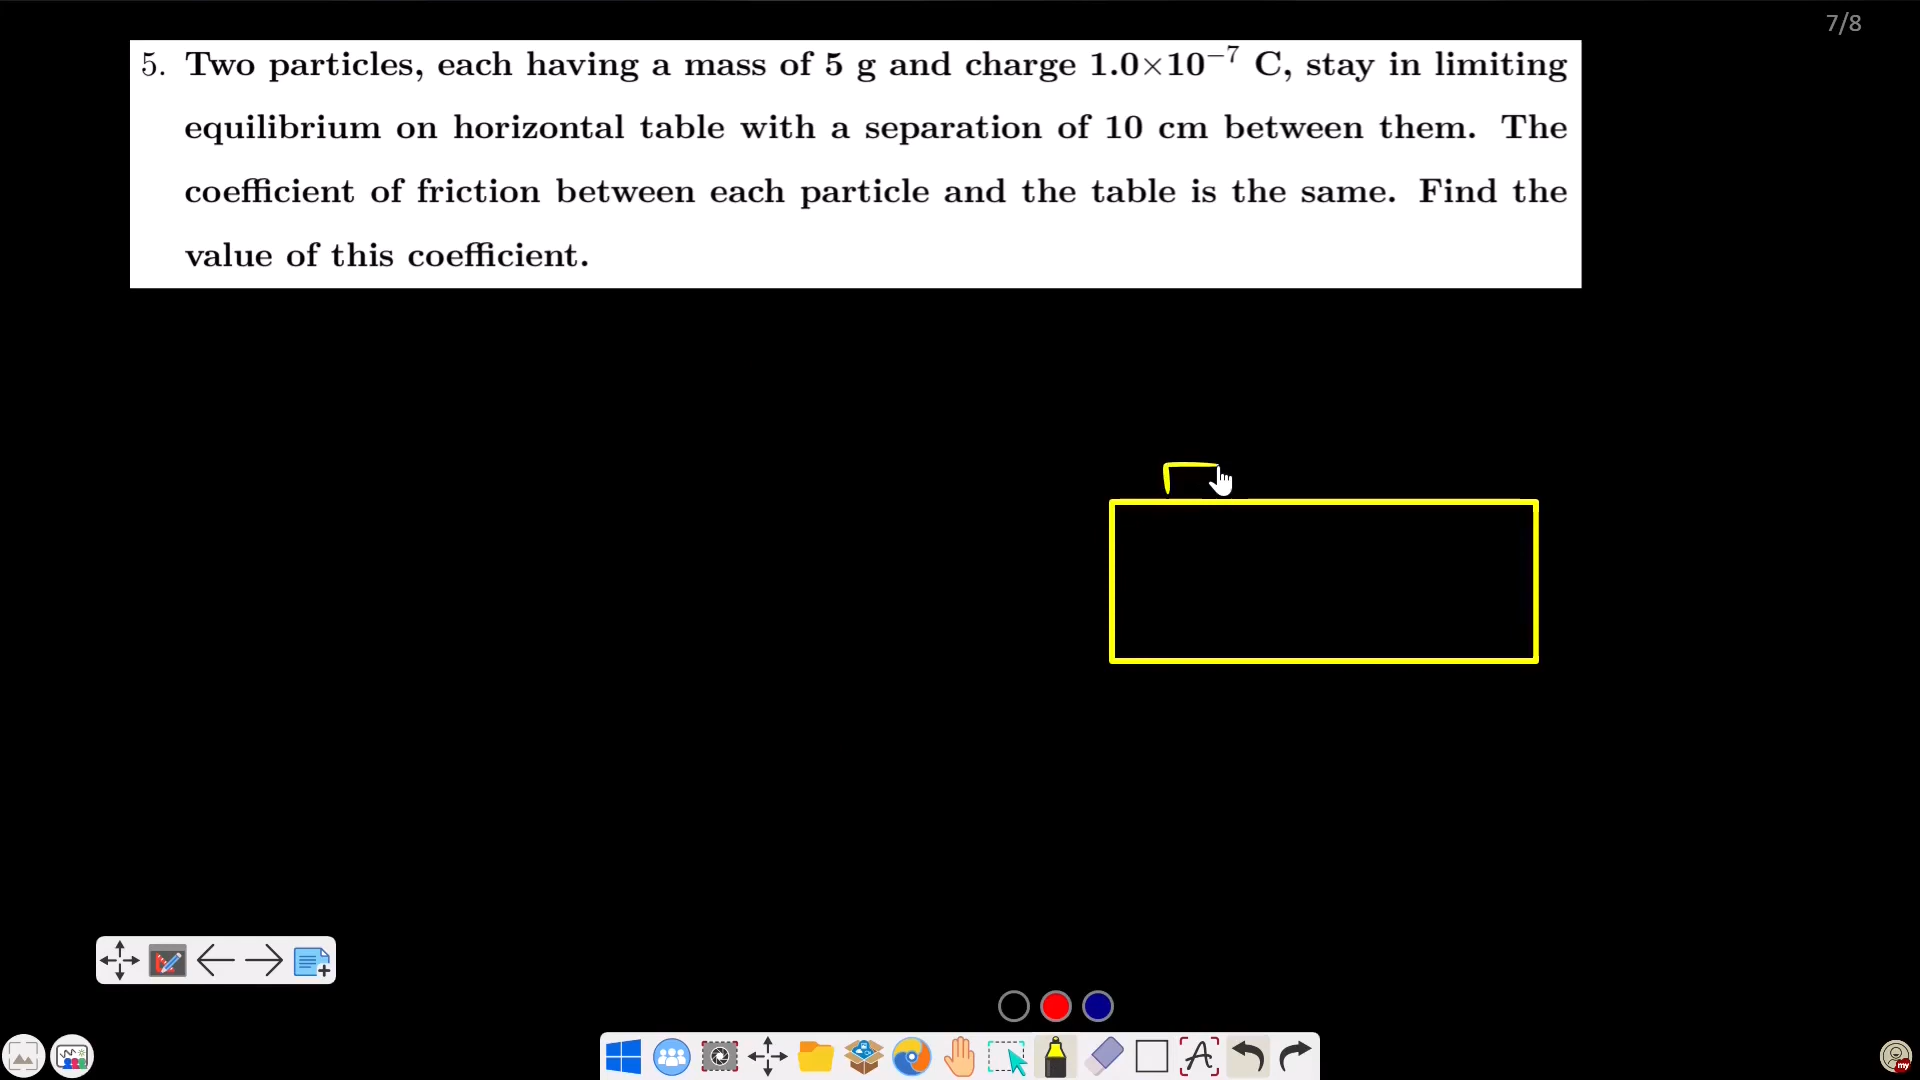 7/8
5. Two particles, each having a mass of 5 g and charge 1.0×10⁻⁷ C, stay in limiting
equilibrium on horizontal table with a separation of 10 cm between them. The
coefficient of friction between each particle and the table is the same. Find the
value of this coefficient.
A
my